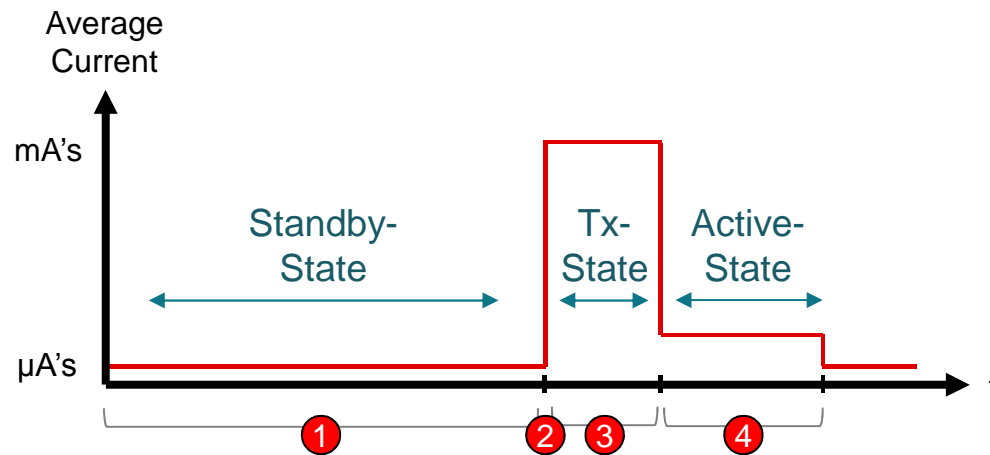 Average
Current
mA's
Standby-
State
Tx-
State
Active-
State
µA's
1
2
3
4